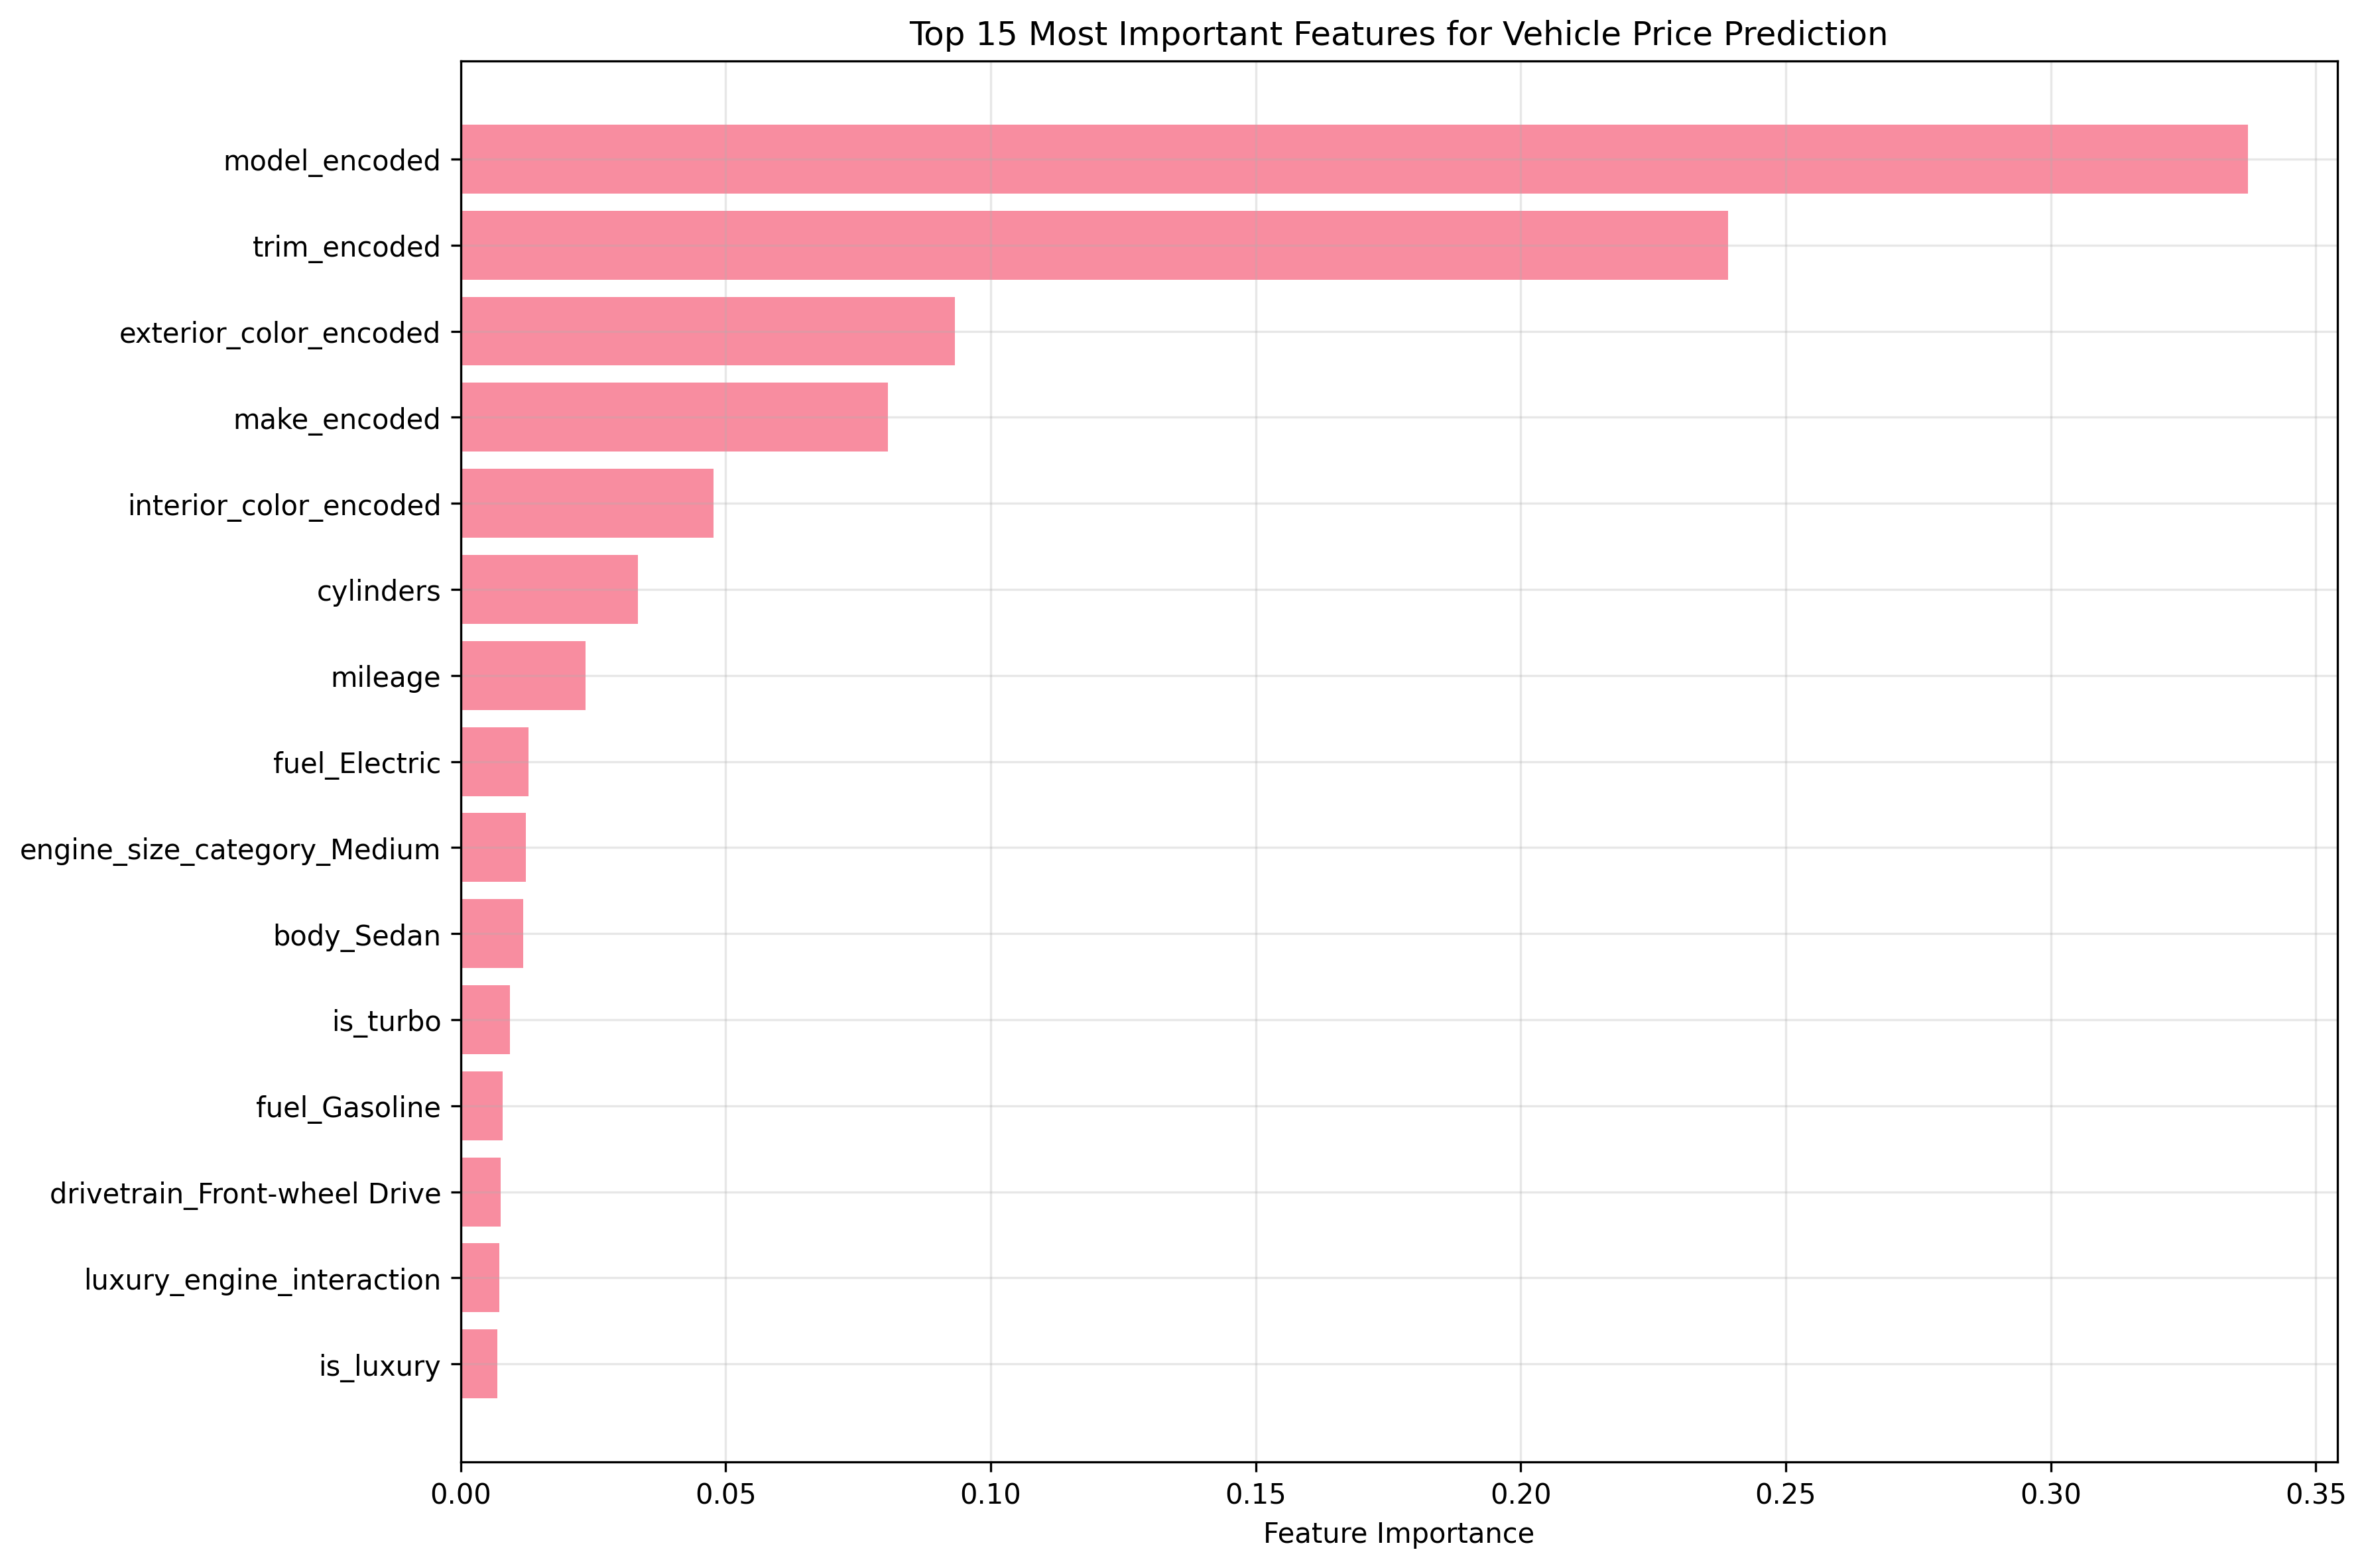 Top 15 Most Important Features for Vehicle Price Prediction
model_encoded
trim_encoded
exterior_color_encoded
make_encoded
interior_color_encoded
cylinders
mileage
fuel_Electric
engine_size_category_Medium
body_Sedan
is_turbo
fuel_Gasoline
drivetrain_Front-wheel Drive
luxury_engine_interaction
is_luxury
0.00 0.05 0.10 0.15 0.20 0.25 0.30 0.35
Feature Importance